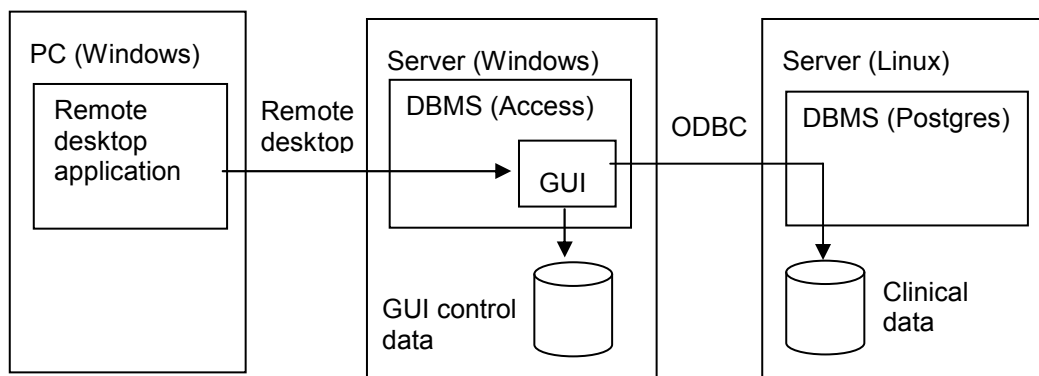 PC (Windows)
Remote
desktop
application
Remote
desktop
Server (Windows)
DBMS (Access)
GUI
GUI control
data
ODBC
Server (Linux)
DBMS (Postgres)
Clinical
data